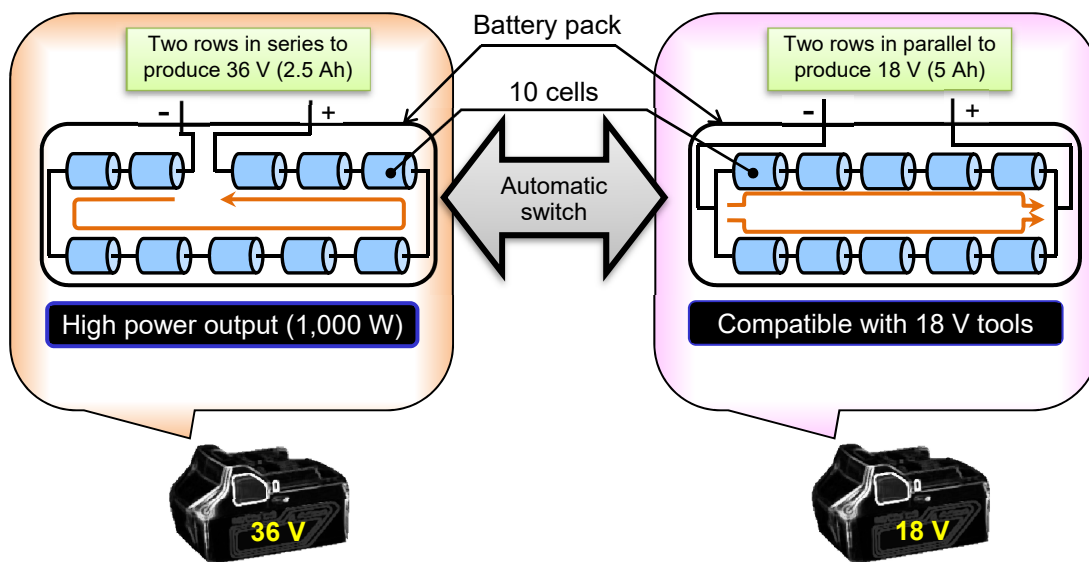 Battery pack
10 cells
Two rows in series to
produce 36 V (2.5 Ah)
- +
High power output (1,000 W)
36 V
Automatic
switch
Two rows in parallel to
produce 18 V (5 Ah)
- +
Compatible with 18 V tools
18 V